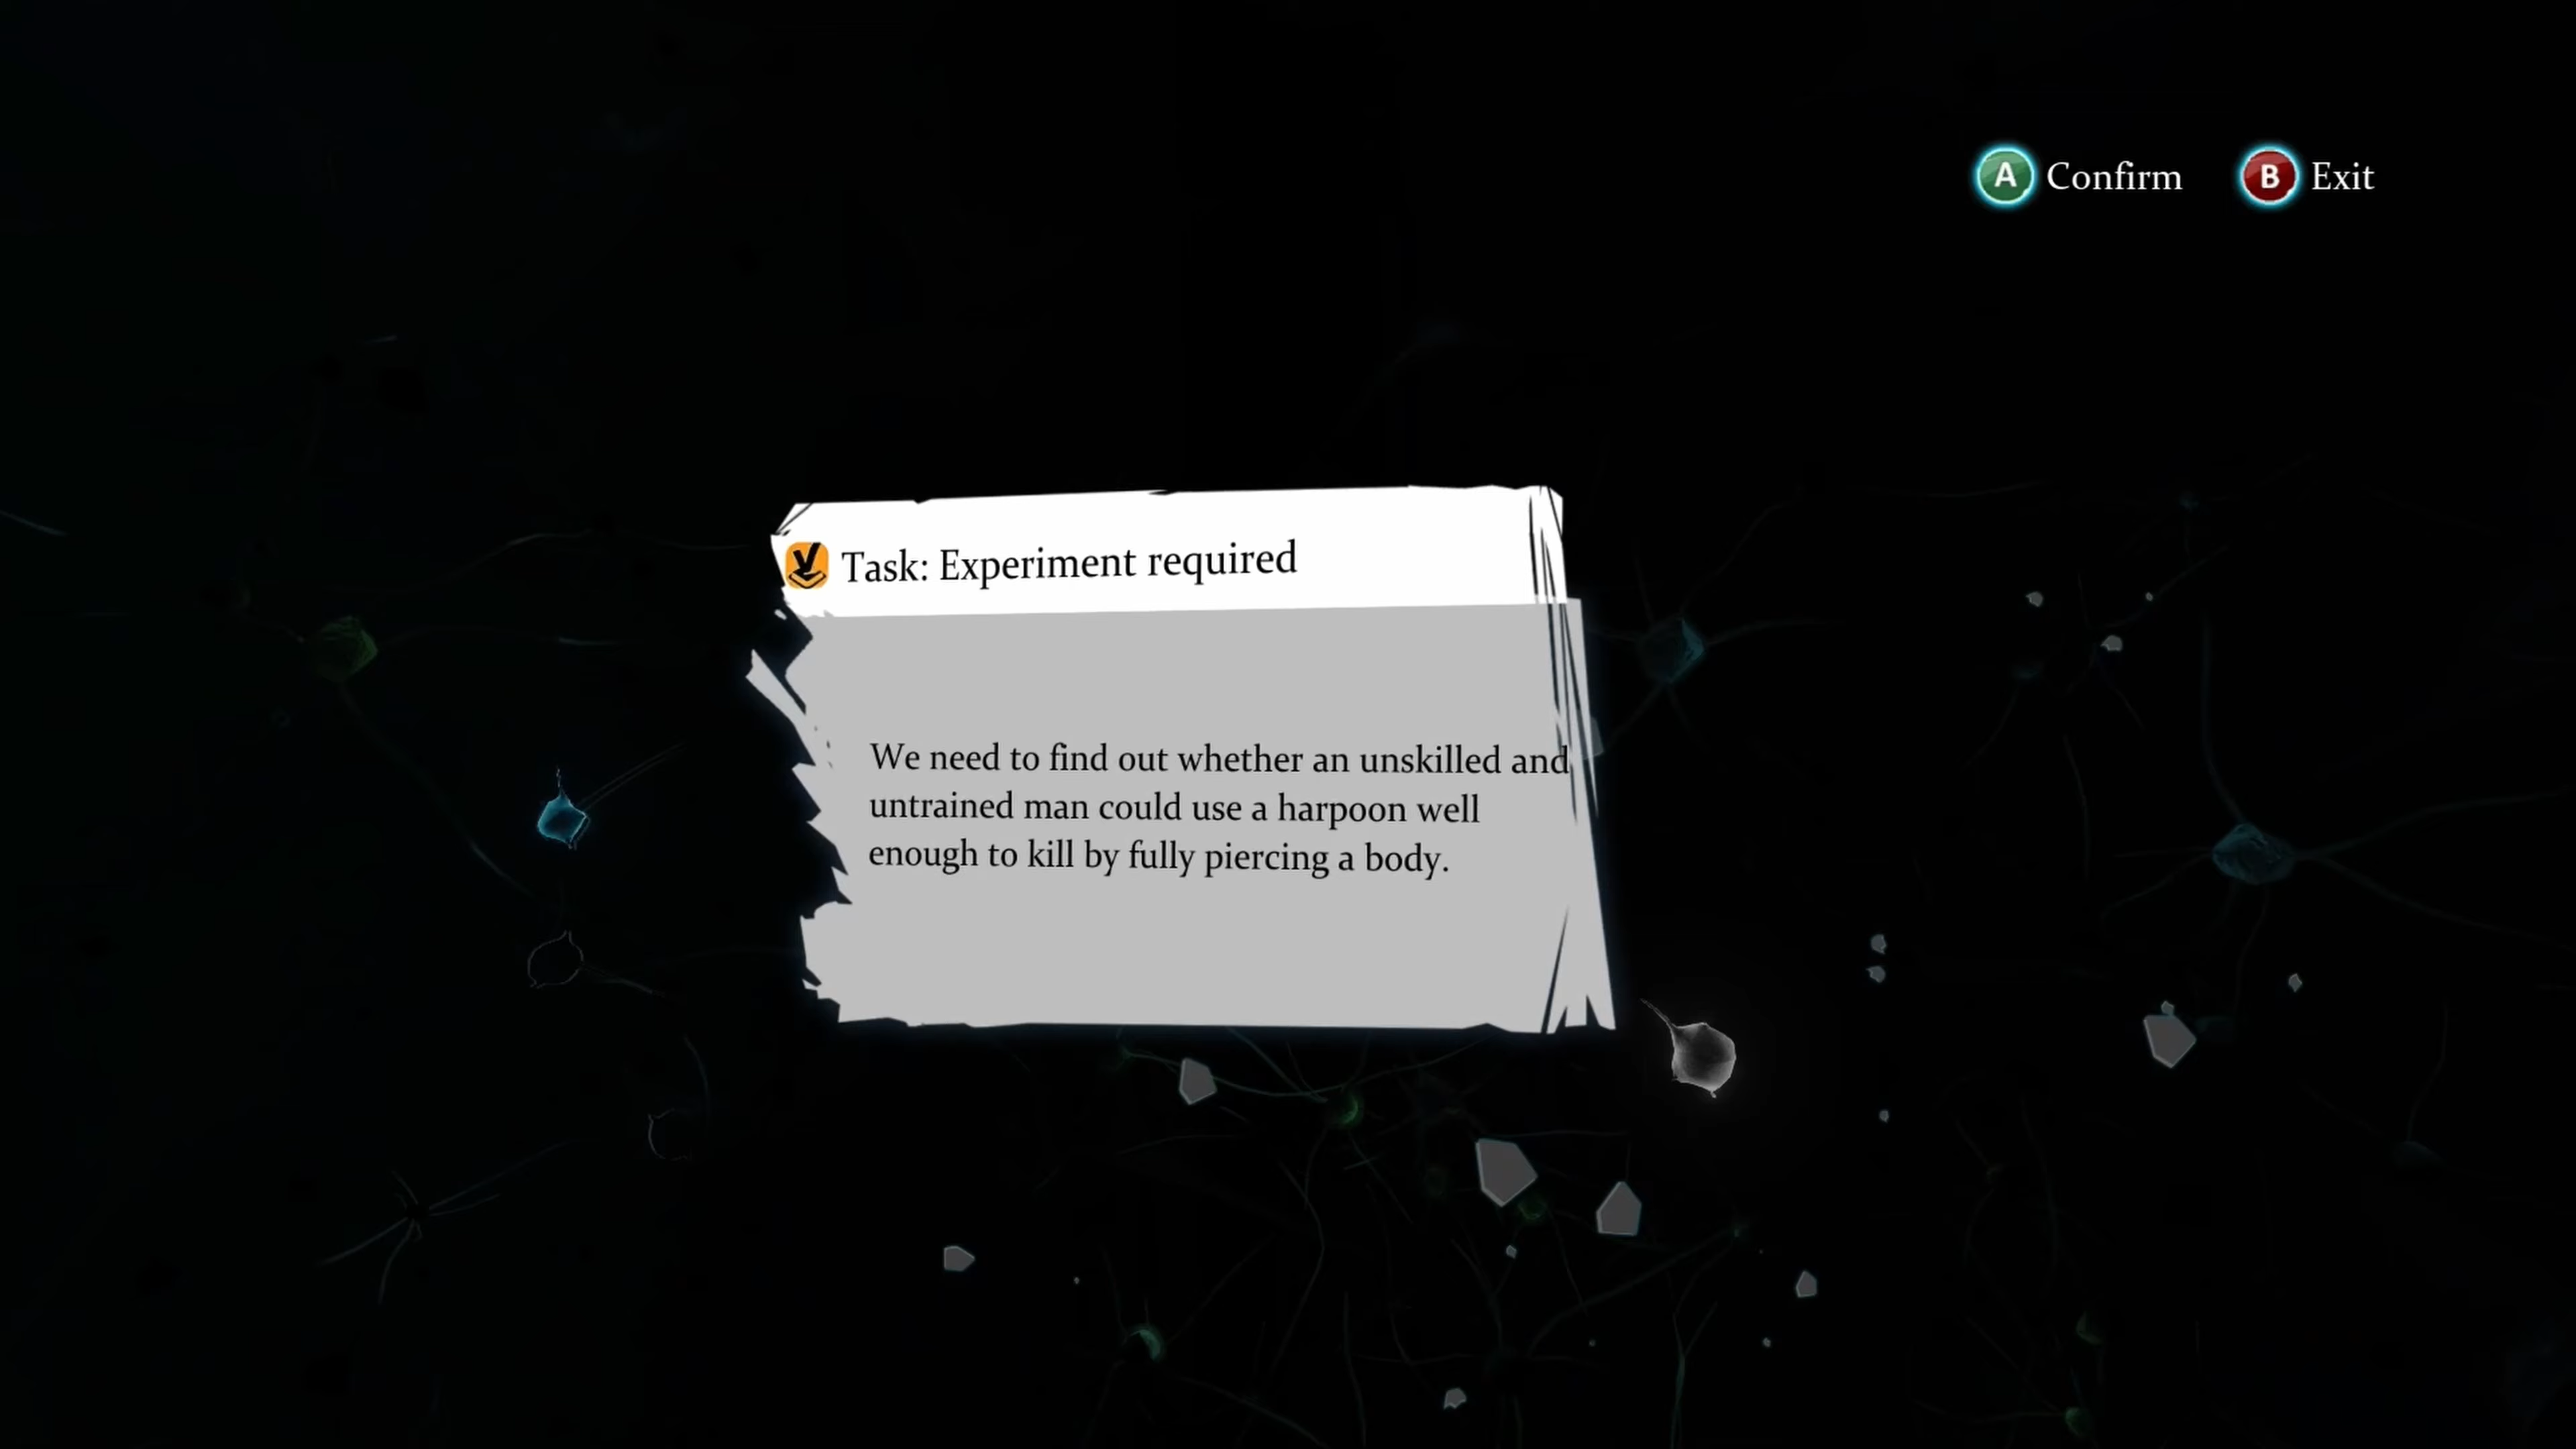 A Confirm B Exit
Task: Experiment required
We need to find out whether an unskilled and
untrained man could use a harpoon well
enough to kill by fully piercing a body.